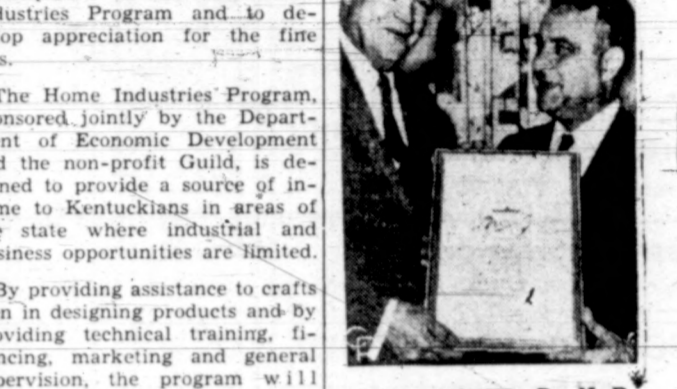 dustries Program and to de-
op appreciation for the fine
s.
The Home Industries Program,
onsored jointly by the Depart-
nt of Economic Development
d the non-profit Guild, is de-
ned to provide a source of in-
me to Kentuckians in areas of
e state where industrial and
siness opportunities are limited.
By providing assistance to crafts
n in designing products and by
oviding technical training, fi-
ncing, marketing and general
pervision, the program will